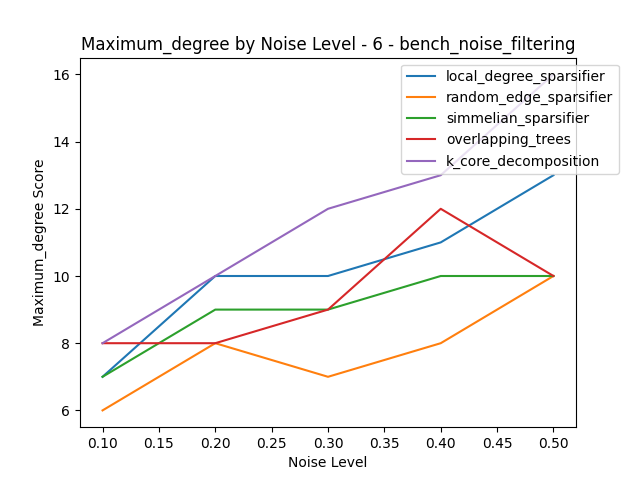 Maximum_degree by Noise Level - 6 - bench_noise_filtering
local_degree_sparsifier
random_edge_sparsifier
simmelian_sparsifier
overlapping_trees
k_core_decomposition
Maximum_degree Score
16
14
12
10
8
6
0.10 0.15 0.20 0.25 0.30 0.35 0.40 0.45 0.50
Noise Level